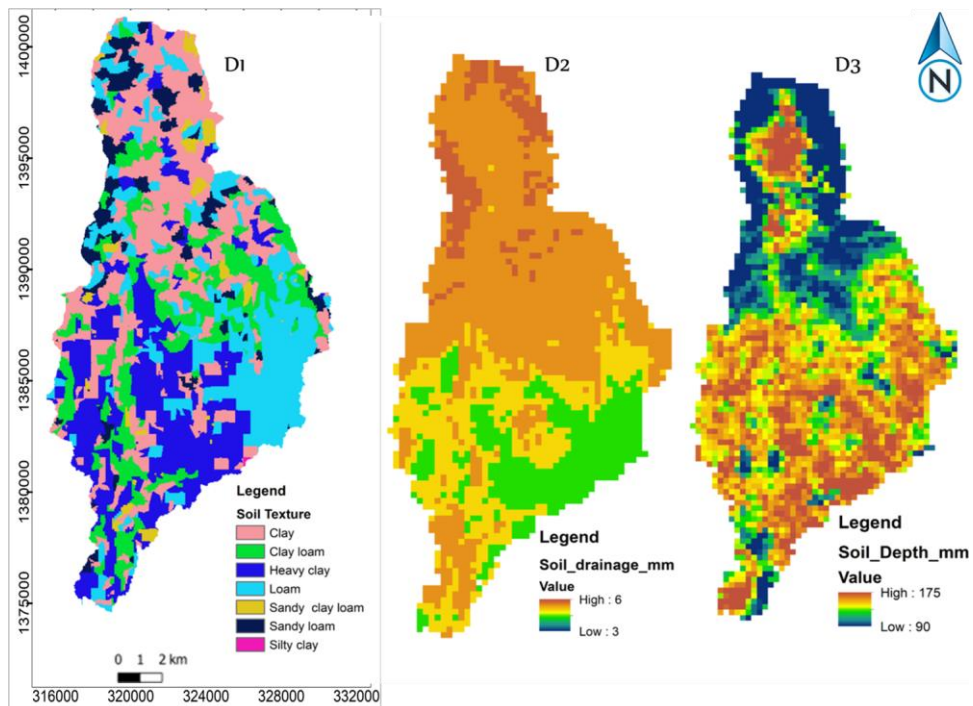 D1
D2
D3
N
1400000
1395000
1390000
1385000
1380000
1375000
Legend
Soil Texture
Clay
Clay loam
Heavy clay
Loam
Sandy clay loam
Sandy loam
Silty clay
0 1 2 km
316000 320000 324000 328000 332000
Legend
Soil_drainage_mm
Value
High : 6
Low : 3
Legend
Soil_Depth_mm
Value
High : 175
Low : 90